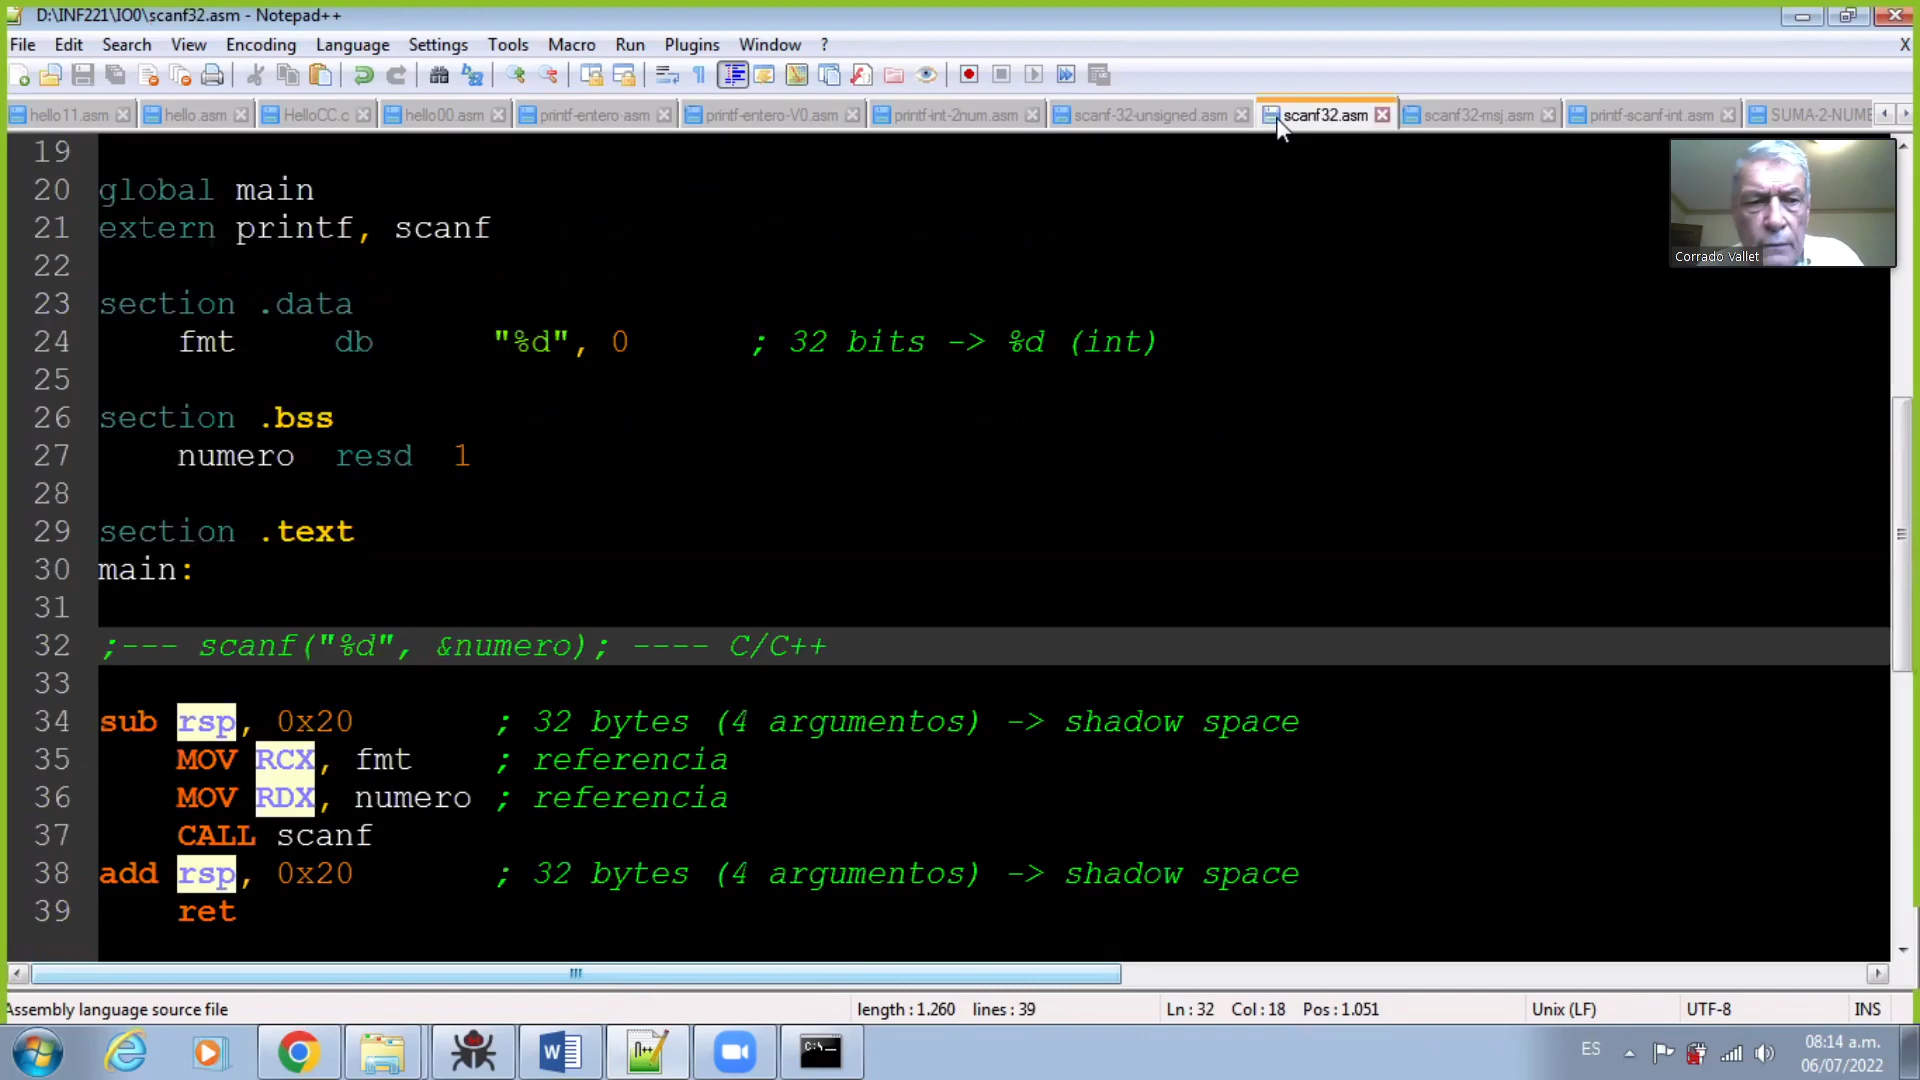 D:\INF221\IO0\scanf32.asm - Notepad++
File Edit Search View Encoding Language Settings Tools Macro Run Plugins Window ? X
hello11.asm hello.asm HelloCC.c hello00.asm printf-entero asm printf-entero-V0.asm printf-int-2num.asm scanf-32-unsigned.asm scanf32.asm scanf32-msj.asm printf-scanf-int.asm SUMA-2-NUME
19
20 global main
21 extern printf, scanf
22
23 section .data
24 fmt db "%d", 0 ; 32 bits -> %d (int)
25
26 section .bss
27 numero resd 1
28
29 section .text
30 main:
31
32 ;--- scanf("%d", &numero); ---- C/C++
33
34 sub rsp, 0x20 ; 32 bytes (4 argumentos) -> shadow space
35 MOV RCX, fmt ; referencia
36 MOV RDX, numero ; referencia
37 CALL scanf
38 add rsp, 0x20 ; 32 bytes (4 argumentos) -> shadow space
39 ret
Corrado Vallet
Assembly language source file length : 1.260 lines : 39 Ln : 32 Col : 18 Pos : 1.051 Unix (LF) UTF-8 INS
ES 08:14 a.m.
06/07/2022